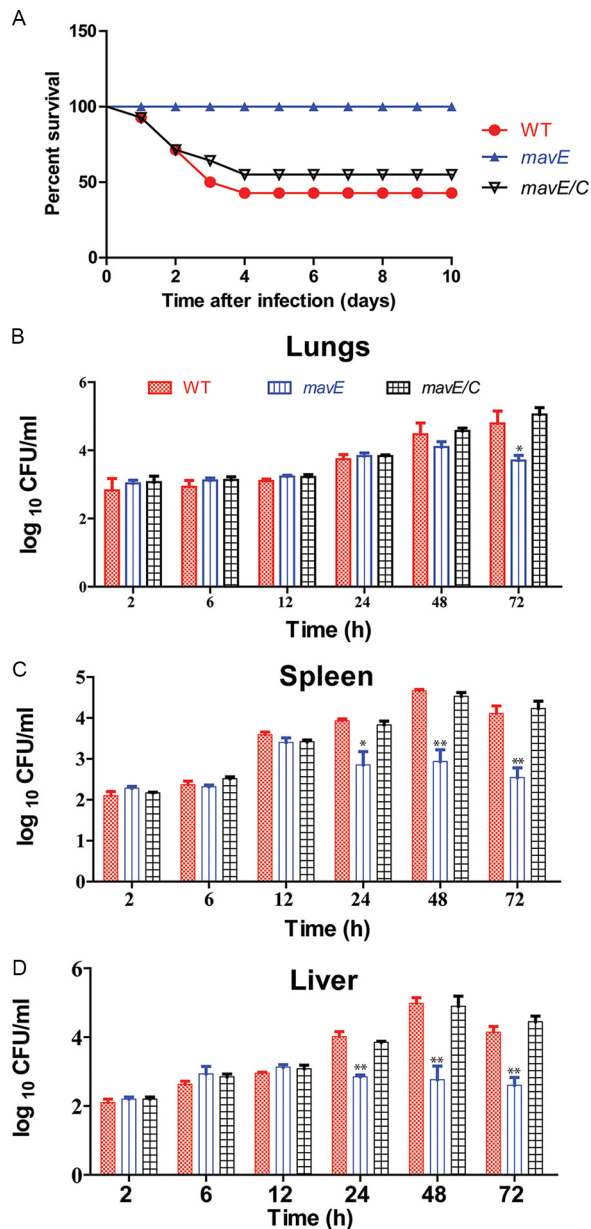 A
150
100
50
0
Percent survival
0 2 4 6 8 10
Time after infection (days)
WT
mavE
mavE/C
B
Lungs
WT mavE mavE/C
6
4
2
0
log 10 CFU/ml
*
2 6 12 24 48 72
Time (h)
C
Spleen
5
4
3
2
1
0
log 10 CFU/ml
* ** **
2 6 12 24 48 72
Time (h)
D
Liver
6
4
2
0
log 10 CFU/ml
** ** **
2 6 12 24 48 72
Time (h)